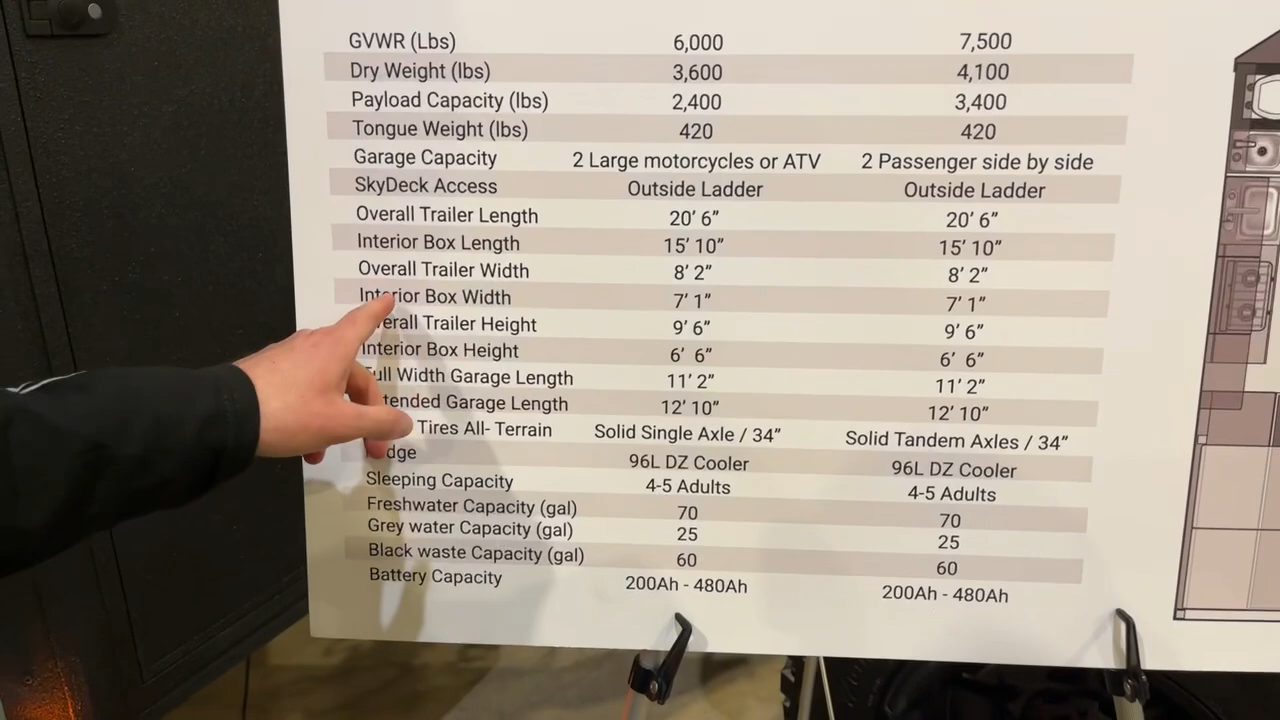 GVWR (Lbs) 6,000 7,500
Dry Weight (lbs) 3,600 4,100
Payload Capacity (lbs) 2,400 3,400
Tongue Weight (lbs) 420 420
Garage Capacity 2 Large motorcycles or ATV 2 Passenger side by side
SkyDeck Access Outside Ladder Outside Ladder
Overall Trailer Length 20' 6” 20' 6”
Interior Box Length 15' 10” 15' 10”
Overall Trailer Width 8' 2” 8' 2”
Interior Box Width 7' 1” 7' 1”
Overall Trailer Height 9' 6” 9' 6”
Interior Box Height 6' 6” 6' 6”
Full Width Garage Length 11' 2” 11' 2”
Extended Garage Length 12' 10” 12' 10”
Tires All- Terrain Solid Single Axle / 34” Solid Tandem Axles / 34”
Fridge 96L DZ Cooler 96L DZ Cooler
Sleeping Capacity 4-5 Adults 4-5 Adults
Freshwater Capacity (gal) 70 70
Grey water Capacity (gal) 25 25
Black waste Capacity (gal) 60 60
Battery Capacity 200Ah - 480Ah 200Ah - 480Ah